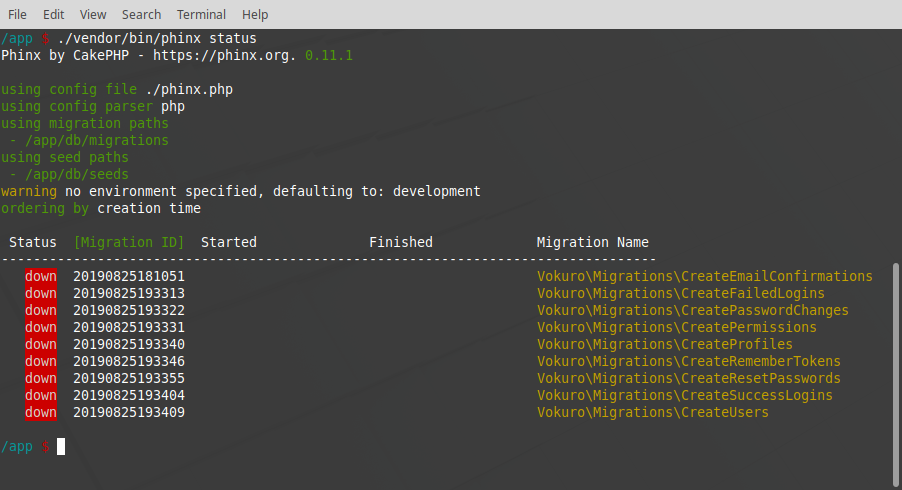 File Edit View Search Terminal Help
/app $ ./vendor/bin/phinx status
Phinx by CakePHP - https://phinx.org. 0.11.1
using config file ./phinx.php
using config parser php
using migration paths
 - /app/db/migrations
using seed paths
 - /app/db/seeds
warning no environment specified, defaulting to: development
ordering by creation time
Status [Migration ID] Started Finished Migration Name
----------------------------------------------------------------------------------
down 20190825181051 Vokuro\Migrations\CreateEmailConfirmations
down 20190825193313 Vokuro\Migrations\CreateFailedLogins
down 20190825193322 Vokuro\Migrations\CreatePasswordChanges
down 20190825193331 Vokuro\Migrations\CreatePermissions
down 20190825193340 Vokuro\Migrations\CreateProfiles
down 20190825193346 Vokuro\Migrations\CreateRememberTokens
down 20190825193355 Vokuro\Migrations\CreateResetPasswords
down 20190825193404 Vokuro\Migrations\CreateSuccessLogins
down 20190825193409 Vokuro\Migrations\CreateUsers
/app $